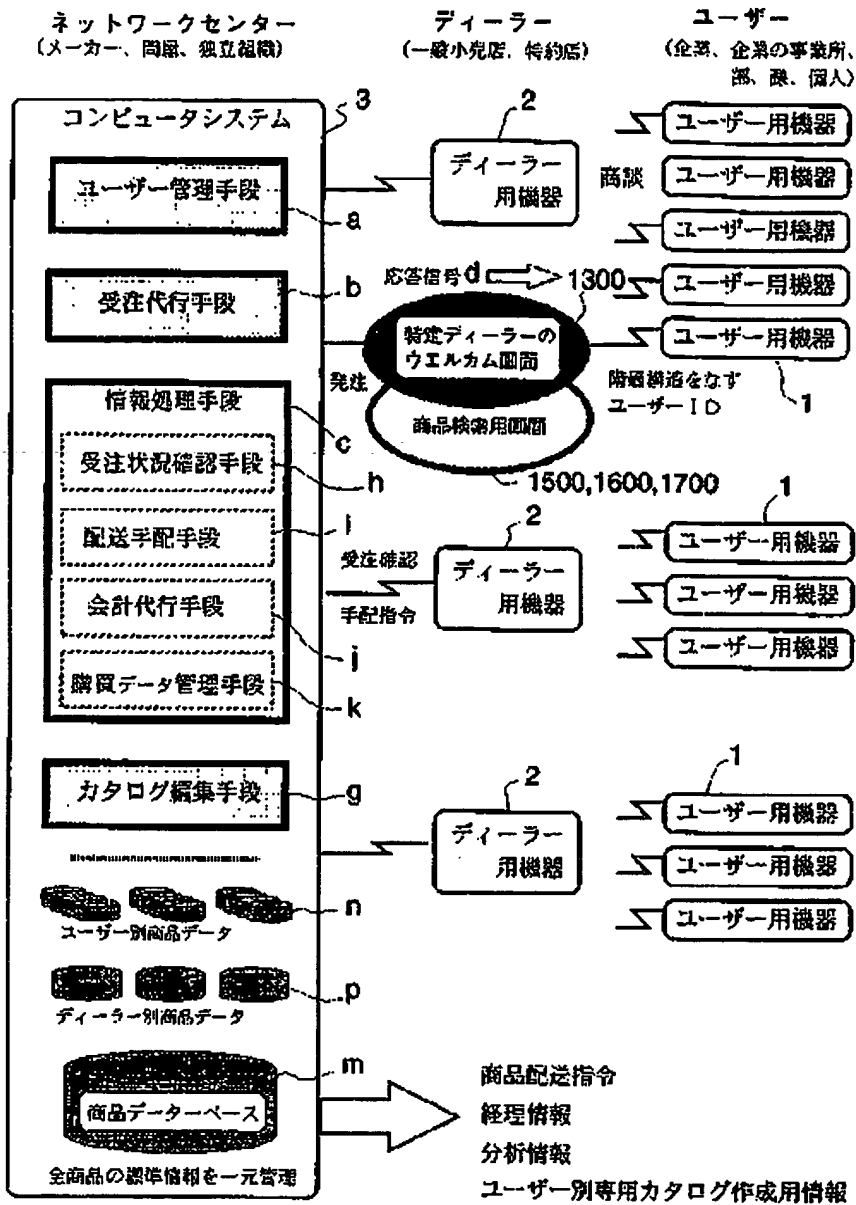 ネットワークセンター
(メーカー、問屋、独立組織)
ディーラー
(一般小売店、特約店)
ユーザー
(企業、企業の事業所、
部、課、個人)
コンピュータシステム
3
ユーザー管理手段
a
受注代行手段
b
情報処理手段
c
受注状況確認手段
h
配送手配手段
i
会計代行手段
j
購買データ管理手段
k
カタログ編集手段
g
n
ユーザー別商品データ
p
ディーラー別商品データ
m
商品データーベース
全商品の標準情報を一元管理
2
ディーラー
用機器
応答信号d
1300
特定ディーラーの
ウエルカム画面
発注
商品検索用画面
階層構造をなす
ユーザーID
1500,1600,1700
2
受注確認
手配指令
ディーラー
用機器
2
ディーラー
用機器
ユーザー用機器
商談
ユーザー用機器
ユーザー用機器
ユーザー用機器
ユーザー用機器
1
1
ユーザー用機器
ユーザー用機器
ユーザー用機器
1
ユーザー用機器
ユーザー用機器
ユーザー用機器
商品配送指令
経理情報
分析情報
ユーザー別専用カタログ作成用情報